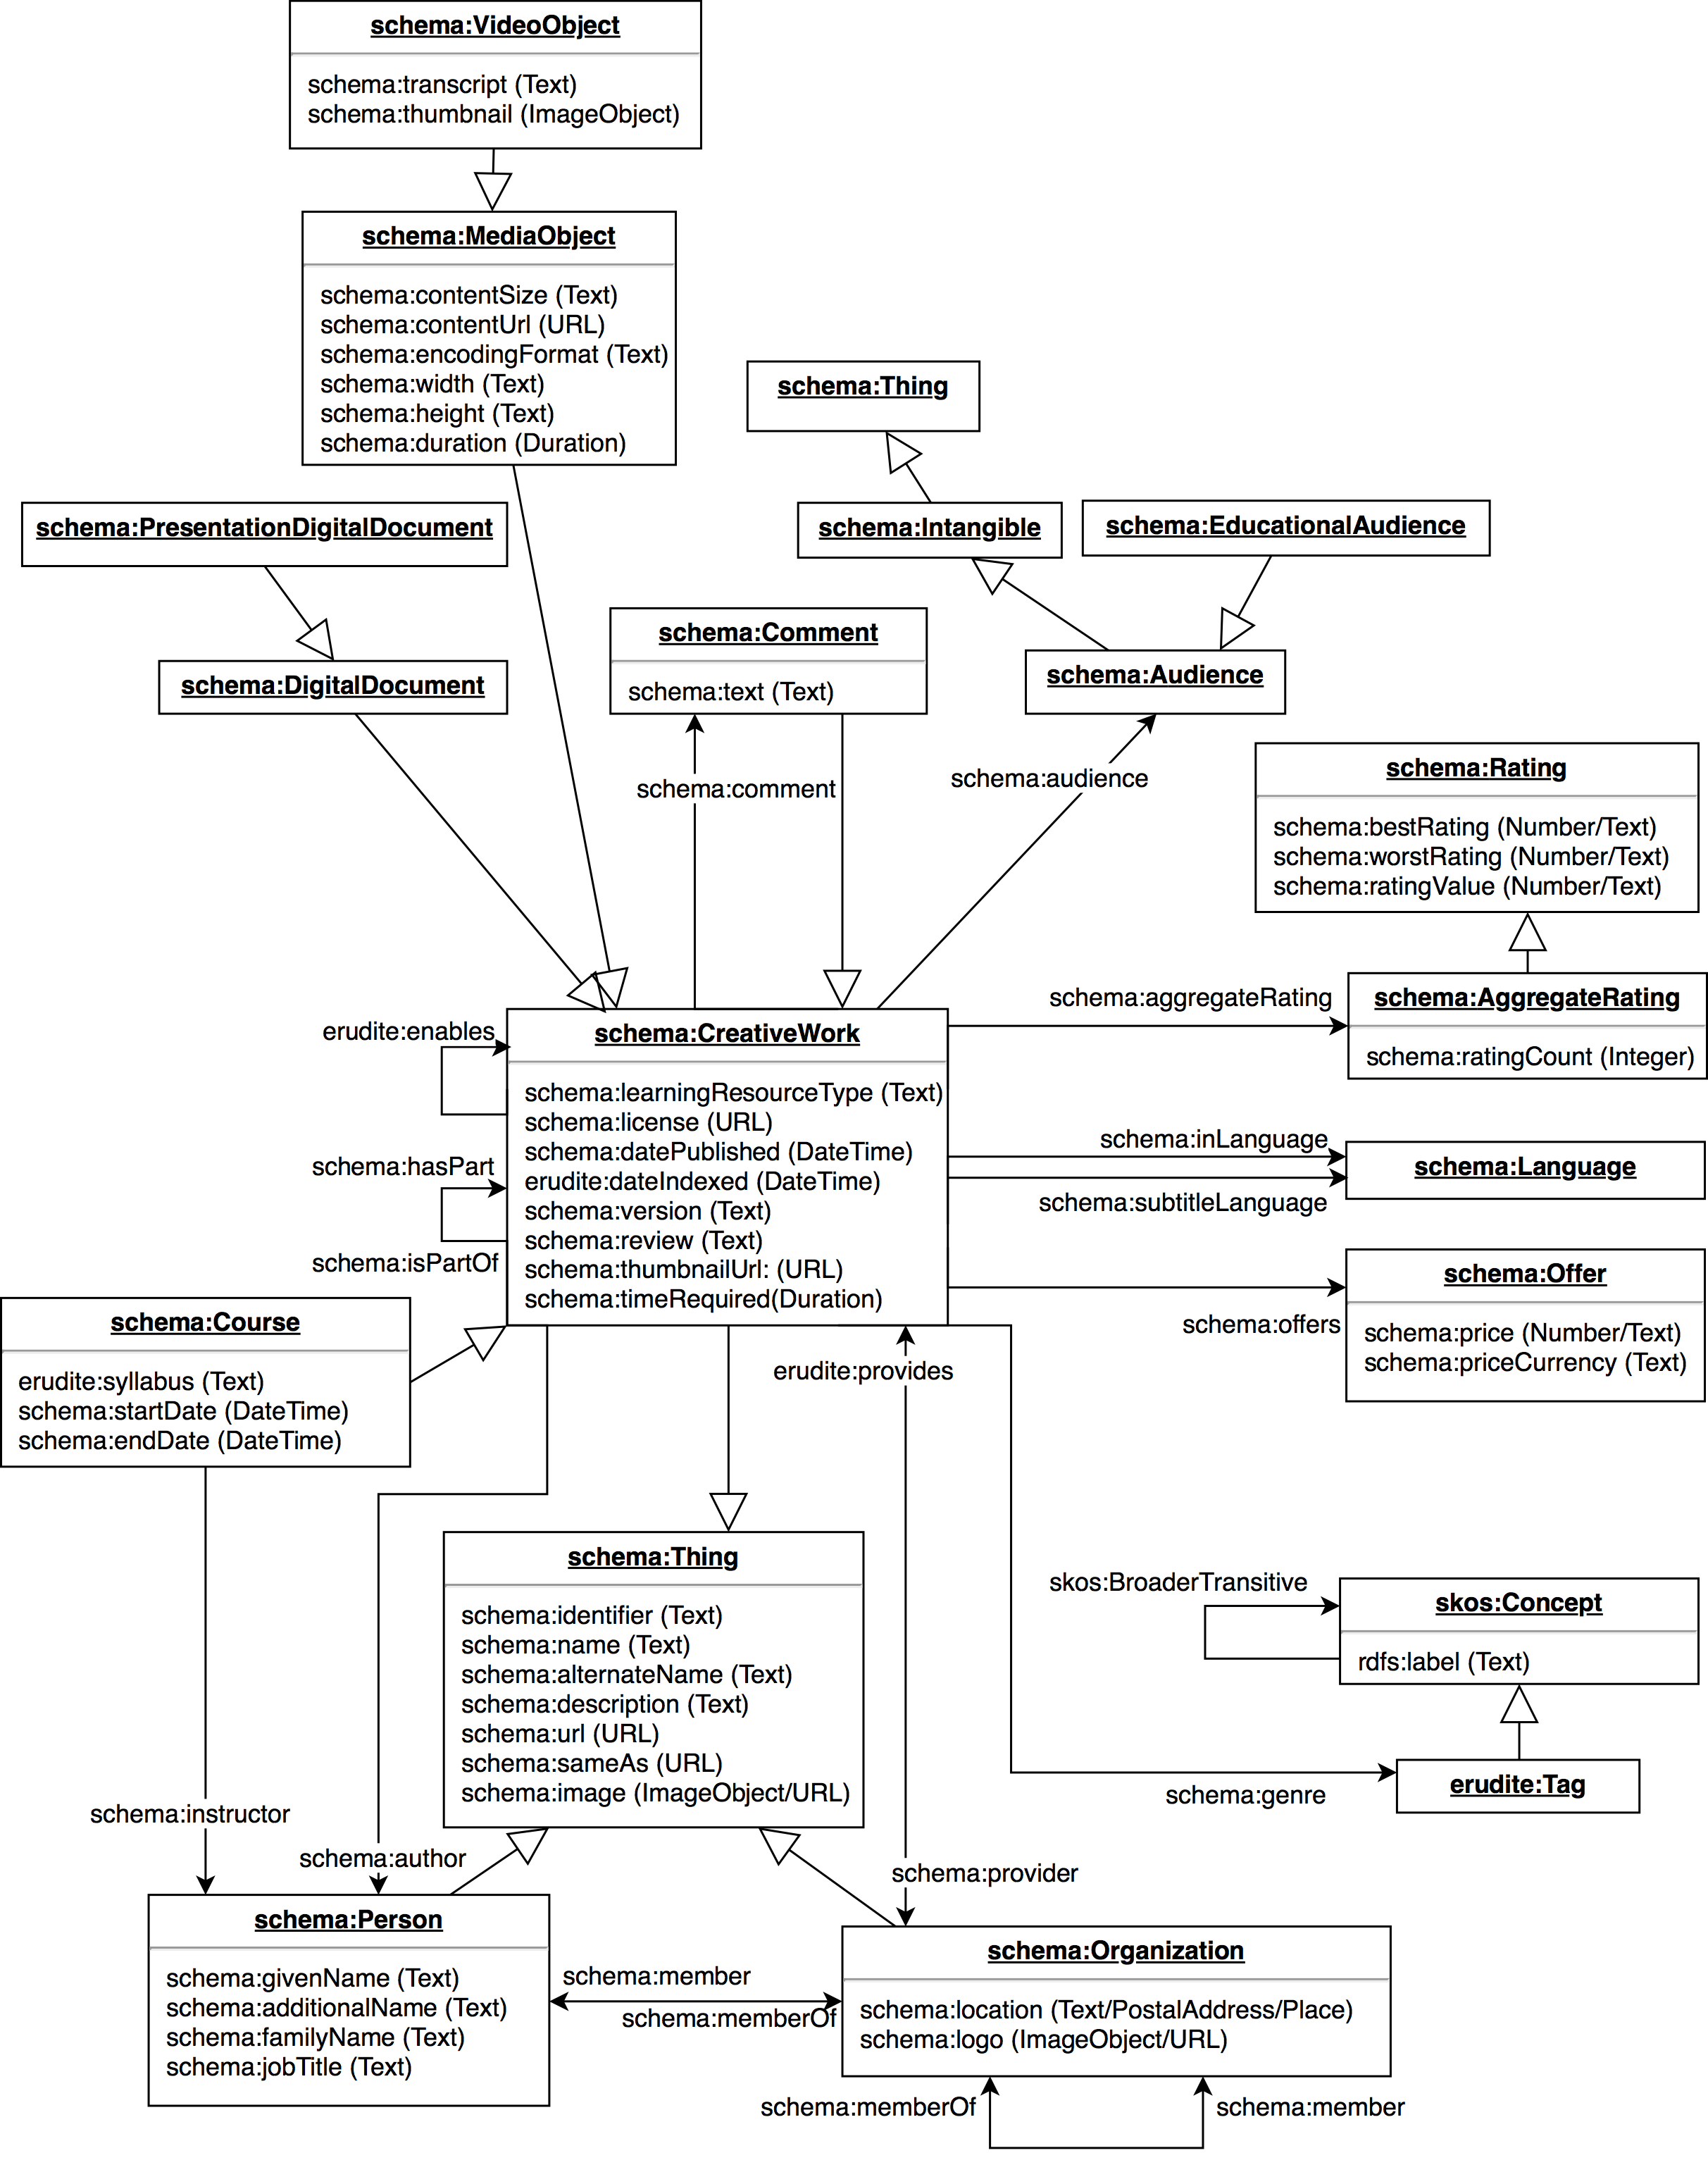 schema:VideoObject
schema:transcript (Text)
schema:thumbnail (ImageObject)
schema:MediaObject
schema:contentSize (Text)
schema:contentUrl (URL)
schema:encodingFormat (Text)
schema:width (Text)
schema:height (Text)
schema:duration (Duration)
schema:Thing
schema:PresentationDigitalDocument
schema:Intangible
schema:EducationalAudience
schema:Comment
schema:text (Text)
schema:DigitalDocument
schema:Audience
schema:comment
schema:audience
schema:Rating
schema:bestRating (Number/Text)
schema:worstRating (Number/Text)
schema:ratingValue (Number/Text)
schema:aggregateRating
schema:AggregateRating
schema:ratingCount (Integer)
erudite:enables
schema:CreativeWork
schema:learningResourceType (Text)
schema:license (URL)
schema:datePublished (DateTime)
erudite:dateIndexed (DateTime)
schema:version (Text)
schema:review (Text)
schema:thumbnailUrl: (URL)
schema:timeRequired(Duration)
schema:hasPart
schema:isPartOf
schema:inLanguage
schema:Language
schema:subtitleLanguage
schema:Offer
schema:price (Number/Text)
schema:priceCurrency (Text)
schema:offers
schema:Course
erudite:syllabus (Text)
schema:startDate (DateTime)
schema:endDate (DateTime)
erudite:provides
schema:Thing
schema:identifier (Text)
schema:name (Text)
schema:alternateName (Text)
schema:description (Text)
schema:url (URL)
schema:sameAs (URL)
schema:image (ImageObject/URL)
skos:BroaderTransitive
skos:Concept
rdfs:label (Text)
erudite:Tag
schema:genre
schema:instructor
schema:author
schema:provider
schema:Person
schema:givenName (Text)
schema:additionalName (Text)
schema:familyName (Text)
schema:jobTitle (Text)
schema:member
schema:memberOf
schema:Organization
schema:location (Text/PostalAddress/Place)
schema:logo (ImageObject/URL)
schema:memberOf
schema:member